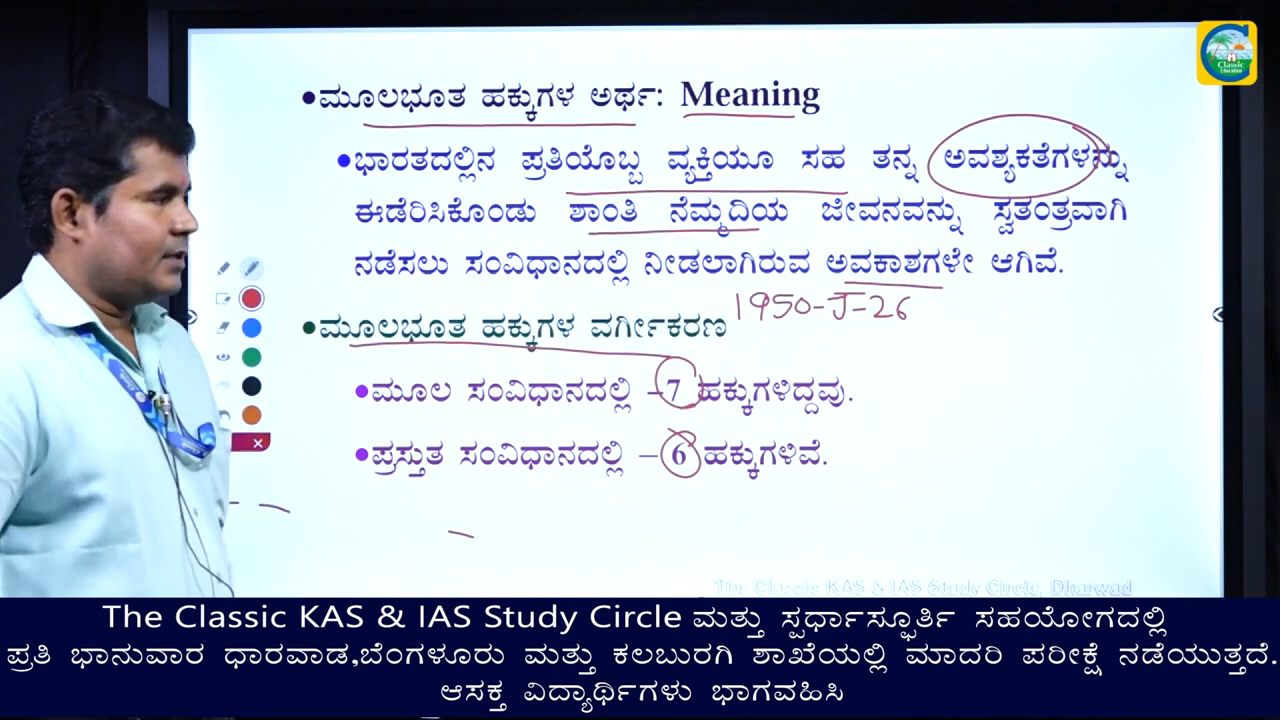 •ಮೂಲಭೂತ ಹಕ್ಕುಗಳ ಅರ್ಥ: Meaning
•ಭಾರತದಲ್ಲಿನ ಪ್ರತಿಯೊಬ್ಬ ವ್ಯಕ್ತಿಯೂ ಸಹ ತನ್ನ ಅವಶ್ಯಕತೆಗಳನ್ನು
ಈಡೆರಿಸಿಕೊಂಡು ಶಾಂತಿ ನೆಮ್ಮದಿಯ ಜೀವನವನ್ನು ಸ್ವತಂತ್ರವಾಗಿ
ನಡೆಸಲು ಸಂವಿಧಾನದಲ್ಲಿ ನೀಡಲಾಗಿರುವ ಅವಕಾಶಗಳೇ ಆಗಿವೆ.
1950-J-26
•ಮೂಲಭೂತ ಹಕ್ಕುಗಳ ವರ್ಗೀಕರಣ
•ಮೂಲ ಸಂವಿಧಾನದಲ್ಲಿ –7 ಹಕ್ಕುಗಳಿದ್ದವು.
•ಪ್ರಸ್ತುತ ಸಂವಿಧಾನದಲ್ಲಿ – 6 ಹಕ್ಕುಗಳಿವೆ.
The Classic KAS & IAS Study Circle, Dharwad
The Classic KAS & IAS Study Circle ಮತ್ತು ಸ್ಪರ್ಧಾಸ್ಫೂರ್ತಿ ಸಹಯೋಗದಲ್ಲಿ
ಪ್ರತಿ ಭಾನುವಾರ ಧಾರವಾಡ,ಬೆಂಗಳೂರು ಮತ್ತು ಕಲಬುರಗಿ ಶಾಖೆಯಲ್ಲಿ ಮಾದರಿ ಪರೀಕ್ಷೆ ನಡೆಯುತ್ತದೆ.
ಆಸಕ್ತ ವಿದ್ಯಾರ್ಥಿಗಳು ಭಾಗವಹಿಸಿ
Classic
Education